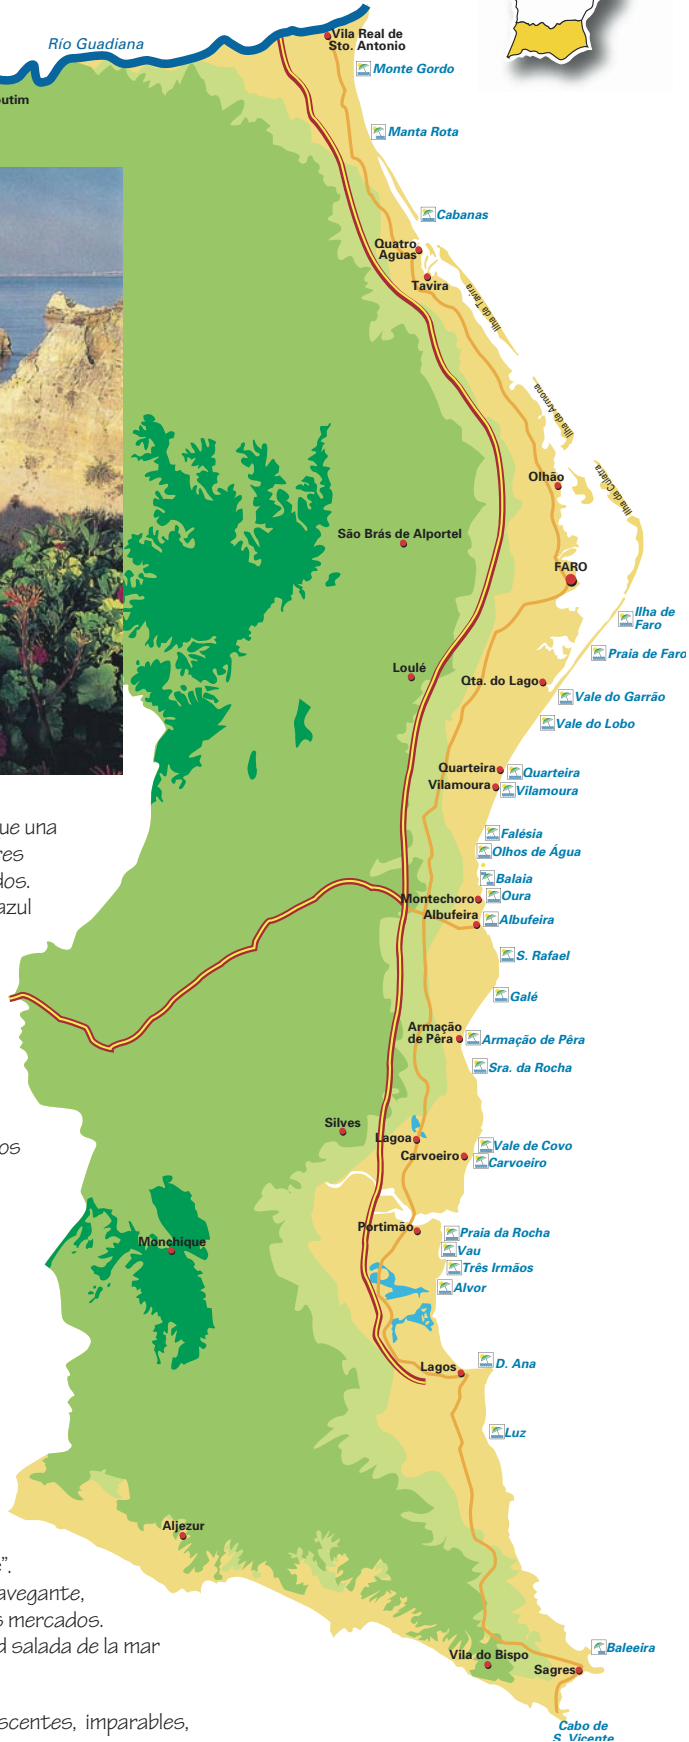 Río Guadiana
Vila Real de
Sto. Antonio
Monte Gordo
utim
Manta Rota
Cabanas
Quatro
Aguas
Tavira
Ilha da Tavira
Ilha da Armona
Olhão
Ilha da Culatra
São Brás de Alportel
FARO
Ilha de
Faro
Praia de Faro
Loulé
Qta. do Lago
Vale do Garrão
Vale do Lobo
Quarteira
Quarteira
Vilamoura
Vilamoura
ue una
Falésia
res
Olhos de Água
dos.
Balaia
Montechoro
Oura
azul
Albufeira
Albufeira
S. Rafael
Galé
Armação
de Pêra
Armação de Pêra
Sra. da Rocha
Silves
Lagoa
os
Vale de Covo
Carvoeiro
Carvoeiro
Portimão
Praia da Rocha
Monchique
Vau
Três Irmãos
Alvor
Lagos
D. Ana
Luz
Aljezur
e”.
avegante,
s mercados.
d salada de la mar
Vila do Bispo
Baleeira
Sagres
scentes, imparables,
Cabo de
S. Vicente